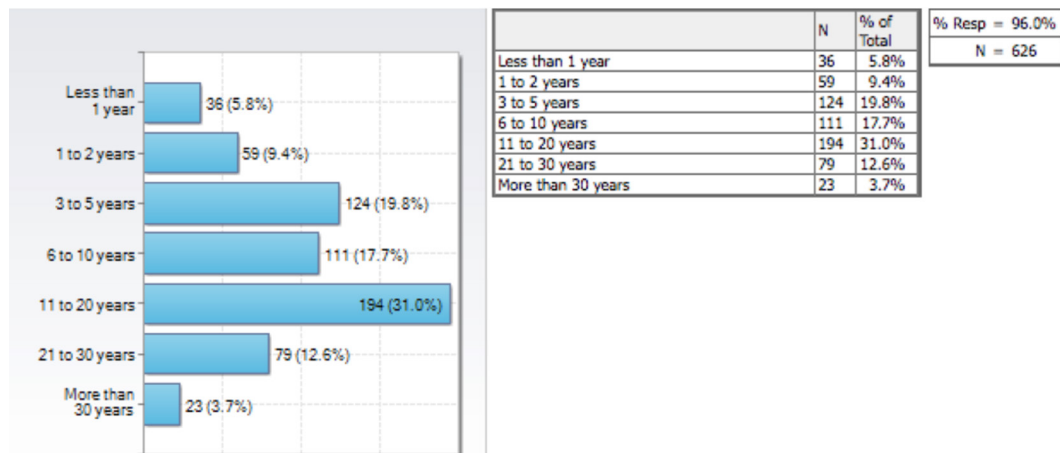 Less than
1 year
36 (5.8%)
1 to 2 years
59 (9.4%)
3 to 5 years
124 (19.8%)
6 to 10 years
111 (17.7%)
11 to 20 years
194 (31.0%)
21 to 30 years
79 (12.6%)
More than
30 years
23 (3.7%)
N % of
Total
Less than 1 year 36 5.8%
1 to 2 years 59 9.4%
3 to 5 years 124 19.8%
6 to 10 years 111 17.7%
11 to 20 years 194 31.0%
21 to 30 years 79 12.6%
More than 30 years 23 3.7%
% Resp = 96.0%
N = 626